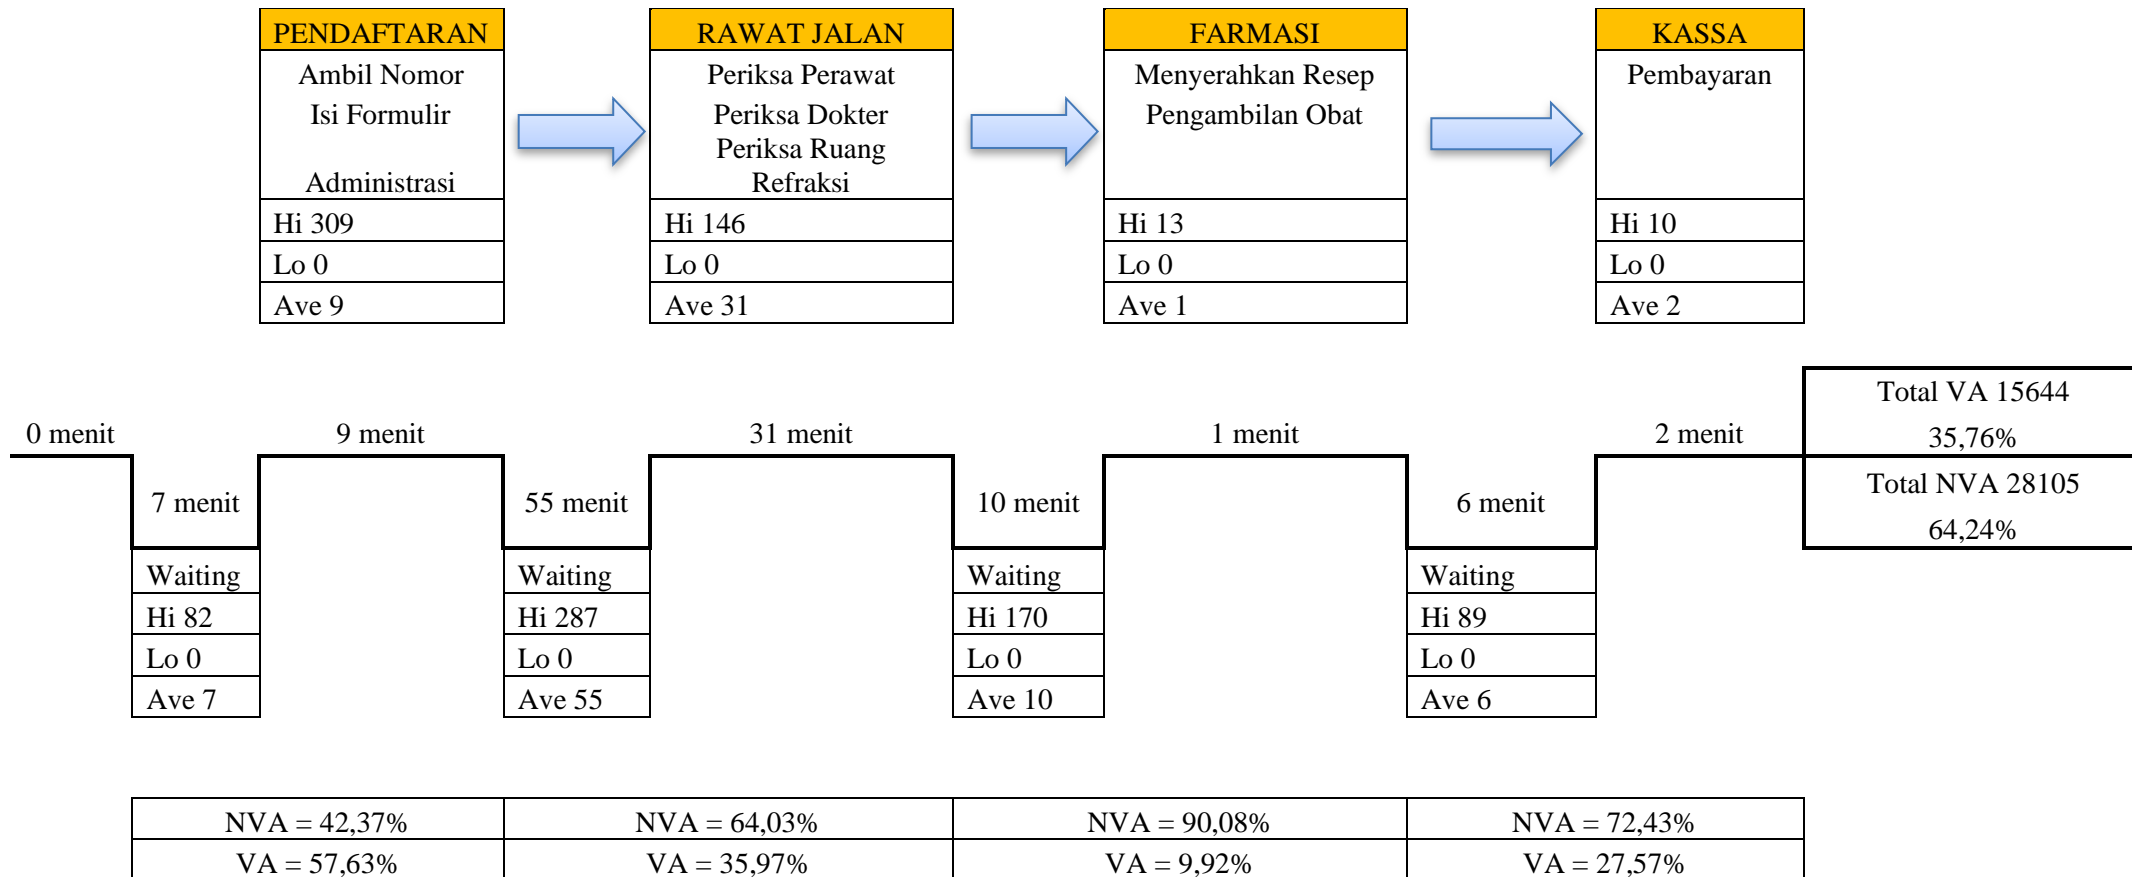 PENDAFTARAN
Ambil Nomor
Isi Formulir
Administrasi
Hi 309
Lo 0
Ave 9
RAWAT JALAN
Periksa Perawat
Periksa Dokter
Periksa Ruang
Refraksi
Hi 146
Lo 0
Ave 31
FARMASI
Menyerahkan Resep
Pengambilan Obat
Hi 13
Lo 0
Ave 1
KASSA
Pembayaran
Hi 10
Lo 0
Ave 2
0 menit
9 menit
31 menit
1 menit
2 menit
Total VA 15644
35,76%
7 menit
55 menit
10 menit
6 menit
Total NVA 28105
64,24%
Waiting
Hi 82
Lo 0
Ave 7
Waiting
Hi 287
Lo 0
Ave 55
Waiting
Hi 170
Lo 0
Ave 10
Waiting
Hi 89
Lo 0
Ave 6
NVA = 42,37%
NVA = 64,03%
NVA = 90,08%
NVA = 72,43%
VA = 57,63%
VA = 35,97%
VA = 9,92%
VA = 27,57%